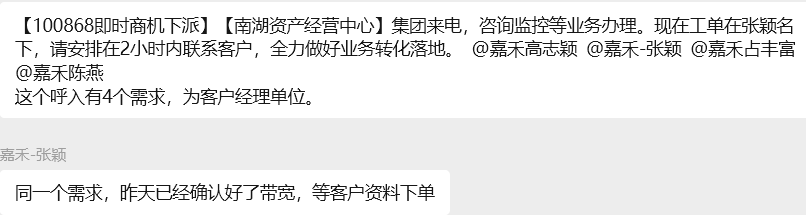 【100868即时商机下派】【南湖资产经营中心】集团来电，咨询监控等业务办理。现在工单在张颖名
下，请安排在2小时内联系客户，全力做好业务转化落地。 @嘉禾高志颖 @嘉禾-张颖 @嘉禾占丰富
@嘉禾陈燕
这个呼入有4个需求，为客户经理单位。
嘉禾-张颖
同一个需求，昨天已经确认好了带宽，等客户资料下单